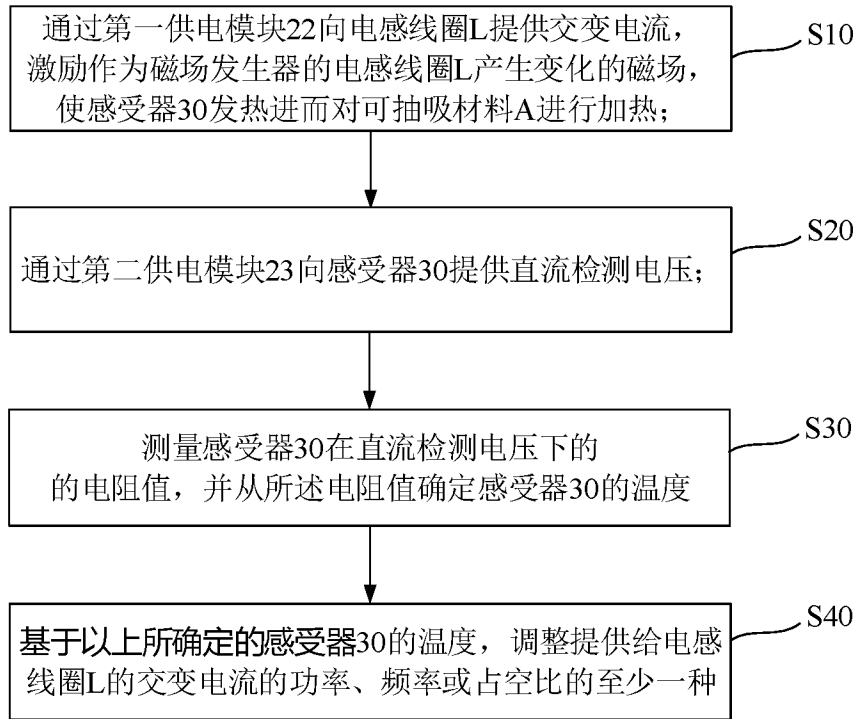 通过第一供电模块22向电感线圈L提供交变电流，
激励作为磁场发生器的电感线圈L产生变化的磁场，
使感受器30发热进而对可抽吸材料A进行加热；
S10
通过第二供电模块23向感受器30提供直流检测电压；
S20
测量感受器30在直流检测电压下的
的电阻值，并从所述电阻值确定感受器30的温度
S30
基于以上所确定的感受器30的温度，调整提供给电感
线圈L的交变电流的功率、频率或占空比的至少一种
S40